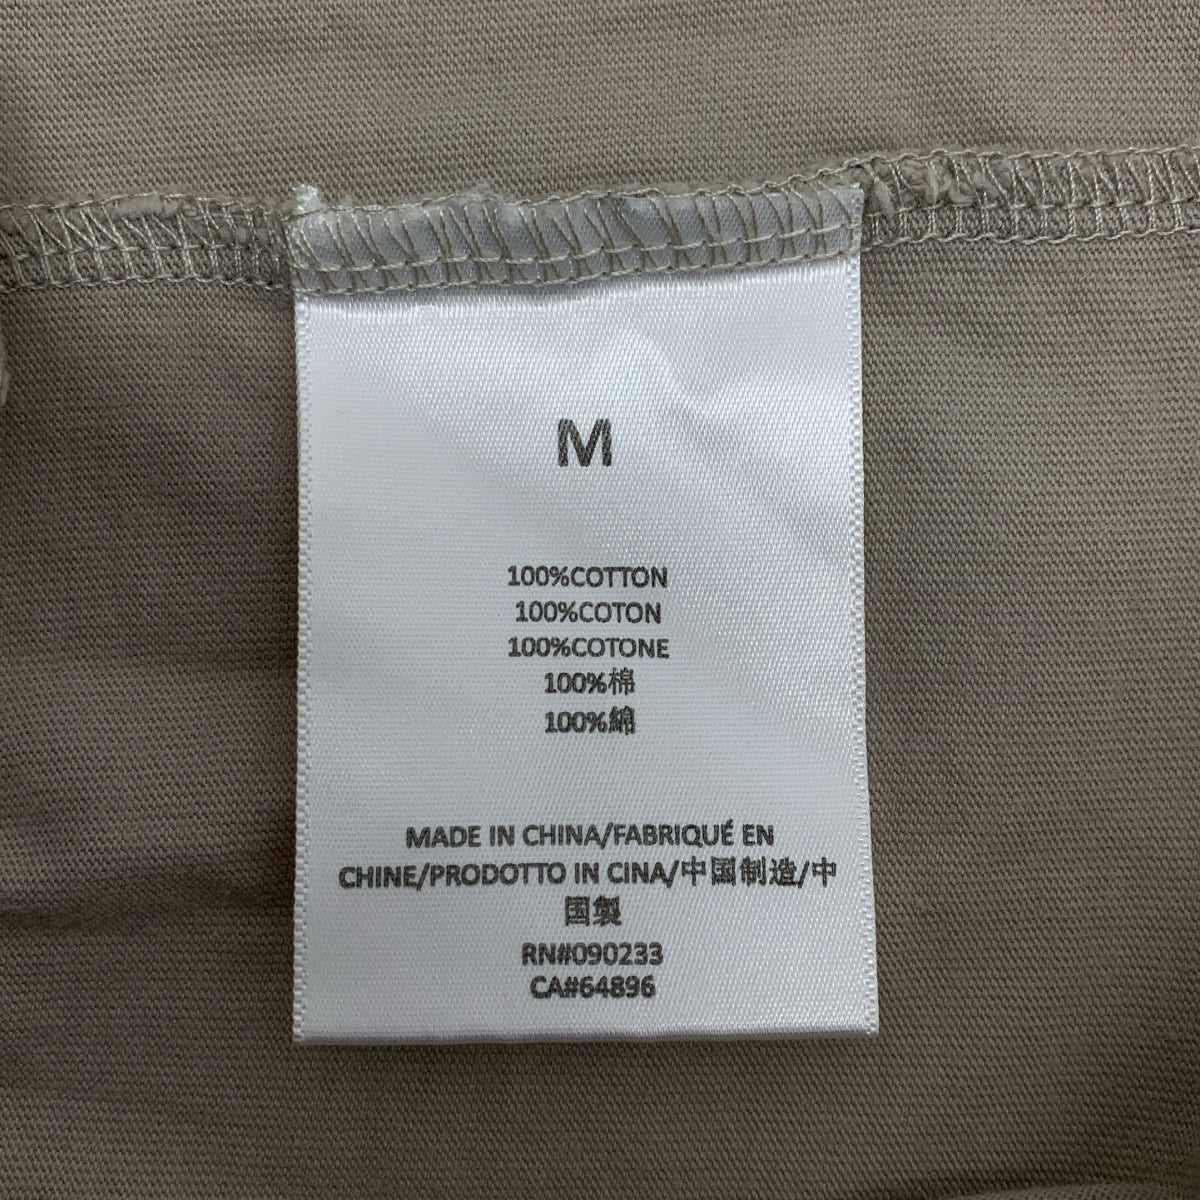 M
100%COTTON
100%COTON
100%COTONE
100%棉
100%綿
MADE IN CHINA/FABRIQUÉ EN
CHINE/PRODOTTO IN CINA/中国制造/中
国製
RN#090233
CA#64896